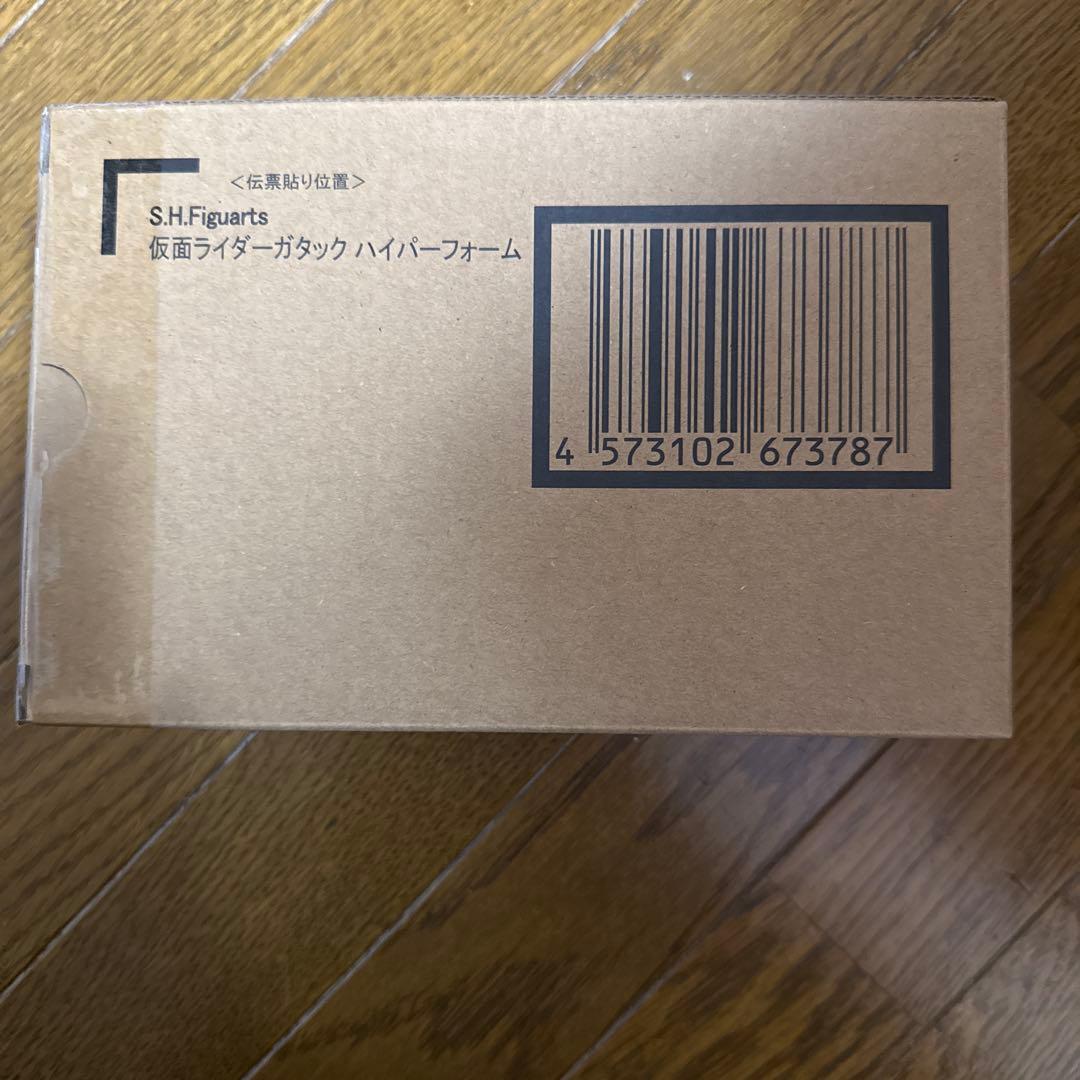 ＜伝票貼り位置＞
S.H.Figuarts
仮面ライダーガタック ハイパーフォーム
4 573102 673787